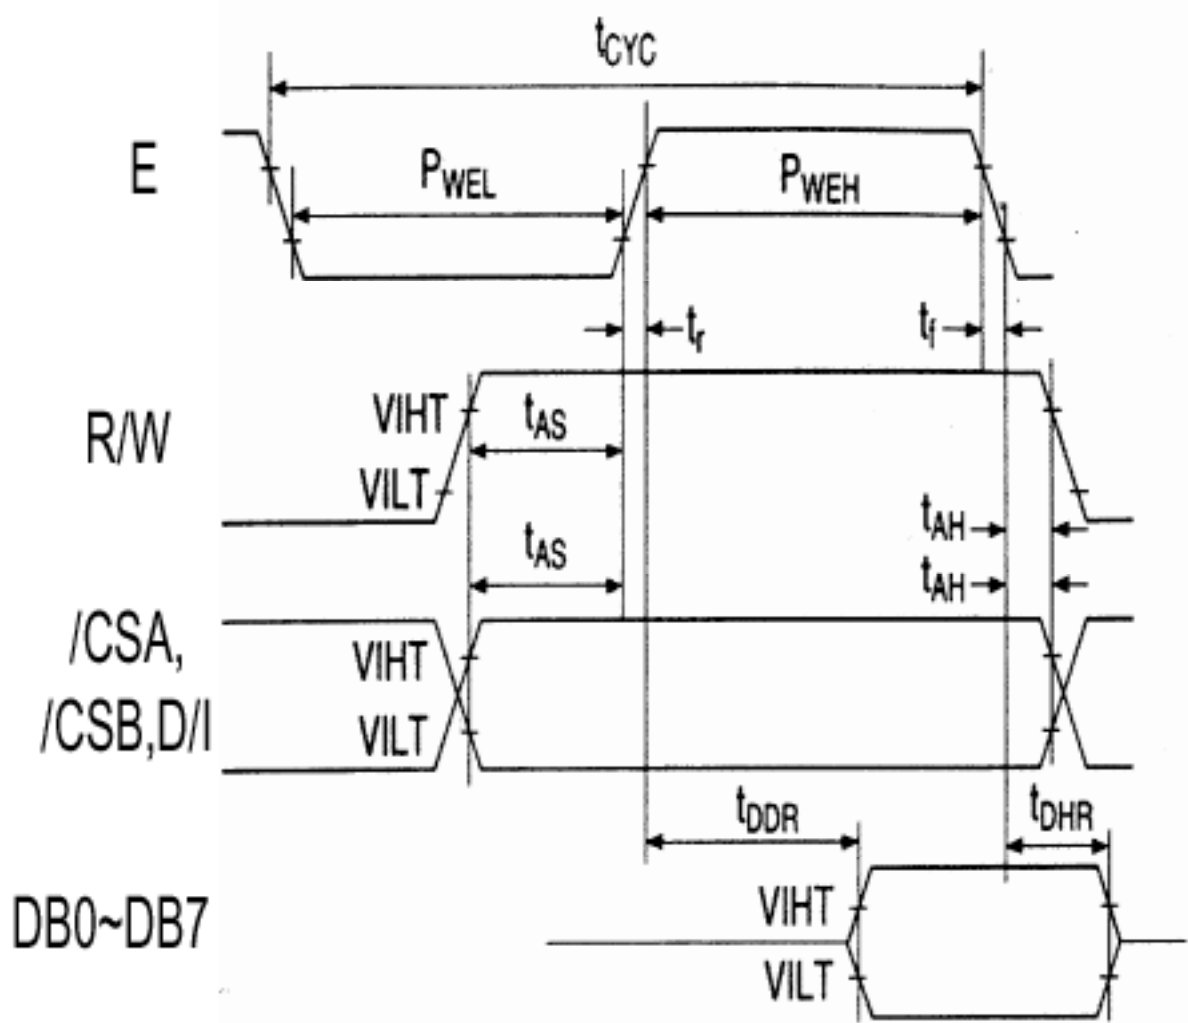 tCYC
E
PWEL
PWEH
tr
tf
R/W
VIHT
tAS
VILT
tAH
tAS
tAH
/CSA,
VIHT
/CSB,D/I
VILT
tDDR
tDHR
VIHT
DB0~DB7
VILT